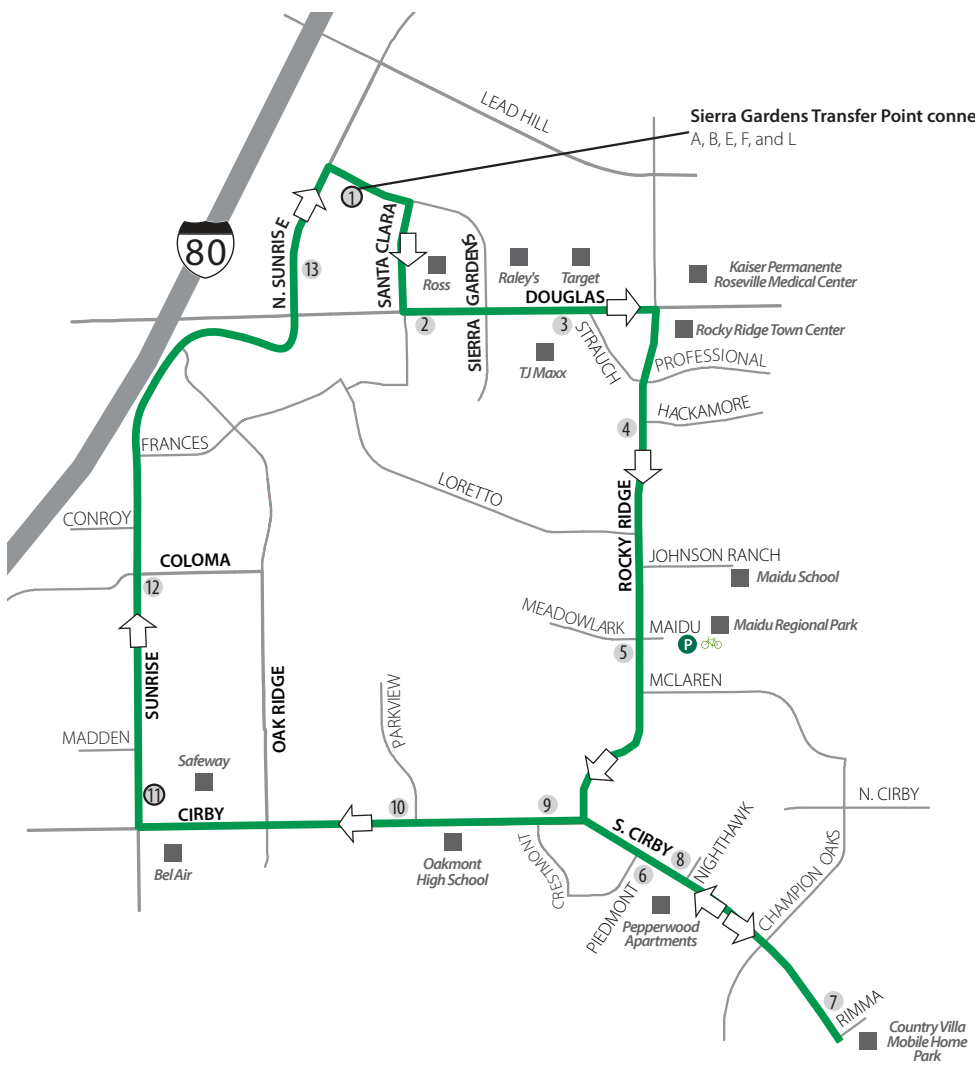 LEAD HILL
Sierra Gardens Transfer Point conne
A, B, E, F, and L
1
80
N. SUNRISE
13
SANTA CLARA
Ross
SIERRA GARDENS
Raley's
Target
DOUGLAS
Kaiser Permanente
Roseville Medical Center
2
3
STRAUCH
TJ Maxx
Rocky Ridge Town Center
PROFESSIONAL
HACKAMORE
4
FRANCES
LORETTO
CONROY
ROCKY RIDGE
COLOMA
12
JOHNSON RANCH
Maidu School
MEADOWLARK
MAIDU
Maidu Regional Park
P
5
MCLAREN
SUNRISE
OAK RIDGE
PARKVIEW
MADDEN
Safeway
11
CIRBY
10
9
N. CIRBY
Bel Air
Oakmont
High School
CRESTMONT
S. CIRBY
8
NIGHTHAWK
6
PIEDMONT
Pepperwood
Apartments
CHAMPION OAKS
7
RIMMA
Country Villa
Mobile Home
Park